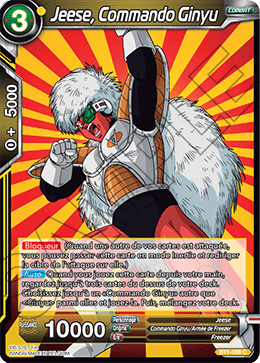 3
Jeese, Commando Ginyu
COMBAT
0 + 5000
Bloqueur (Quand une autre de vos cartes est attaquée,
vous pouvez passer cette carte en mode Inertie et rediriger
la cible de l'attaque sur elle.)
Auto Quand vous jouez cette carte depuis votre main,
regardez jusqu'à trois cartes du dessus de votre deck.
Choisissez jusqu'à un «Commando Ginyu» autre que
parmi elles et jouez-la. Puis, mélangez votre deck.
PUISSANCE
10000
Personnage Jeese
Commando Ginyu/Armée de Freezer
Freezer
BT1-098 C